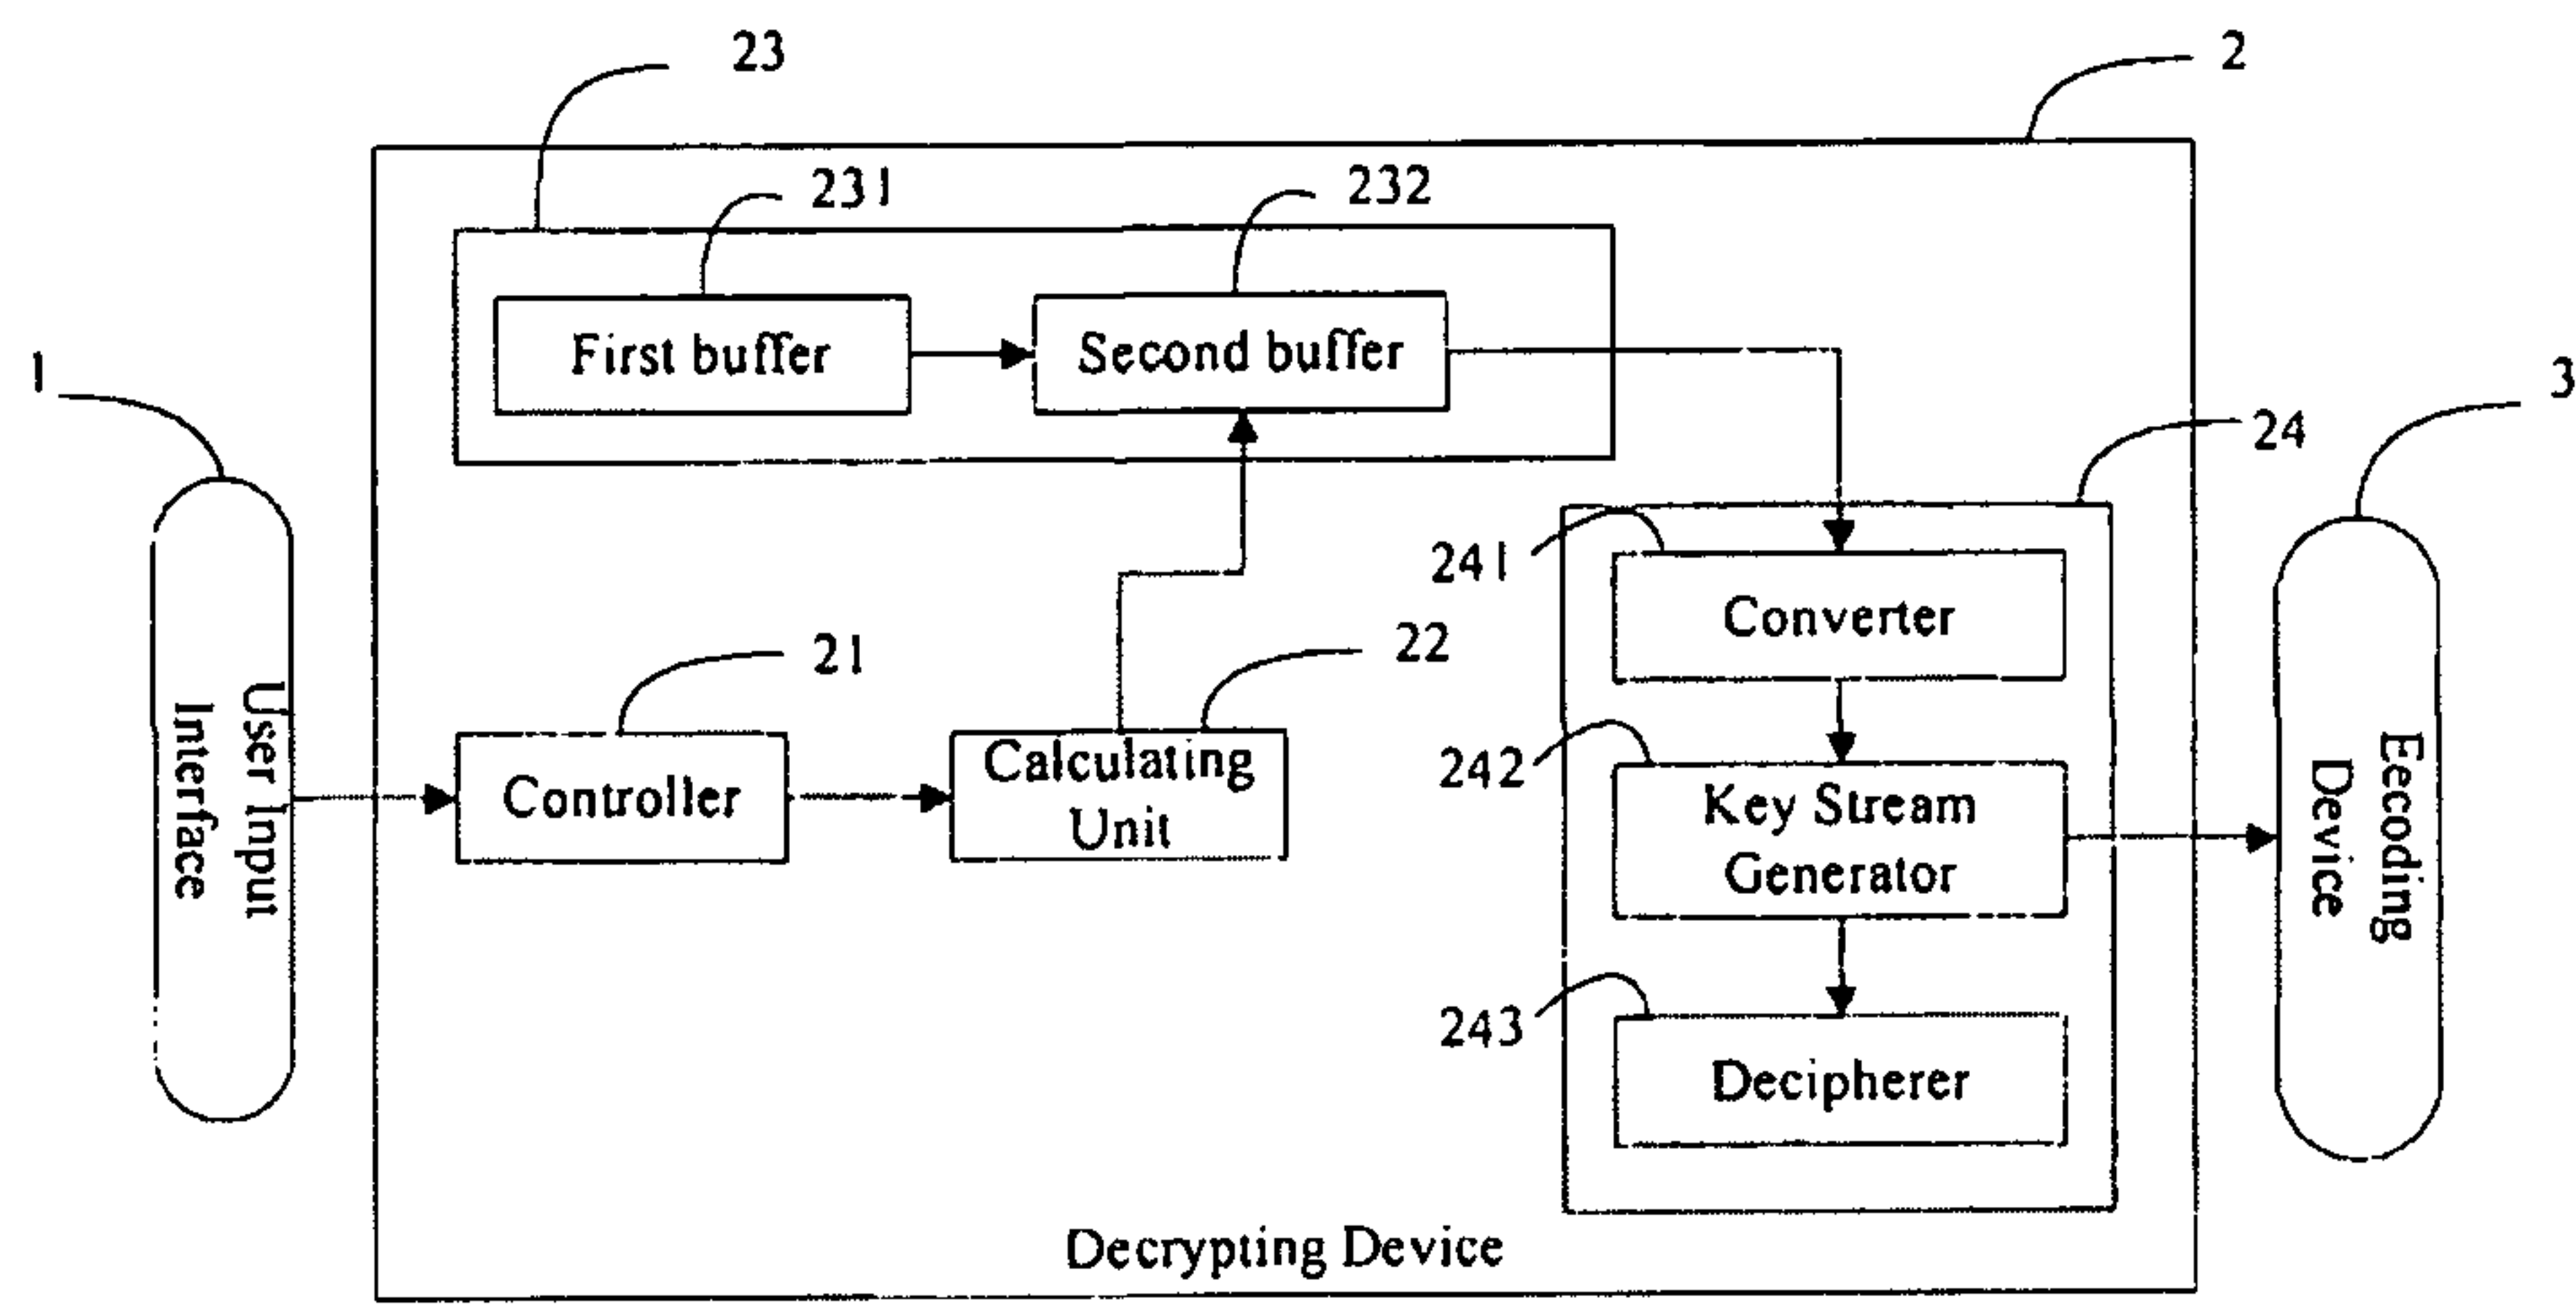 23
2
231
232
First buffer
Second buffer
1
3
24
241
Converter
21
22
User Input
Interface
Controller
Calculating
Unit
242
Key Stream
Generator
Eecoding
Device
243
Decipherer
Decrypting Device